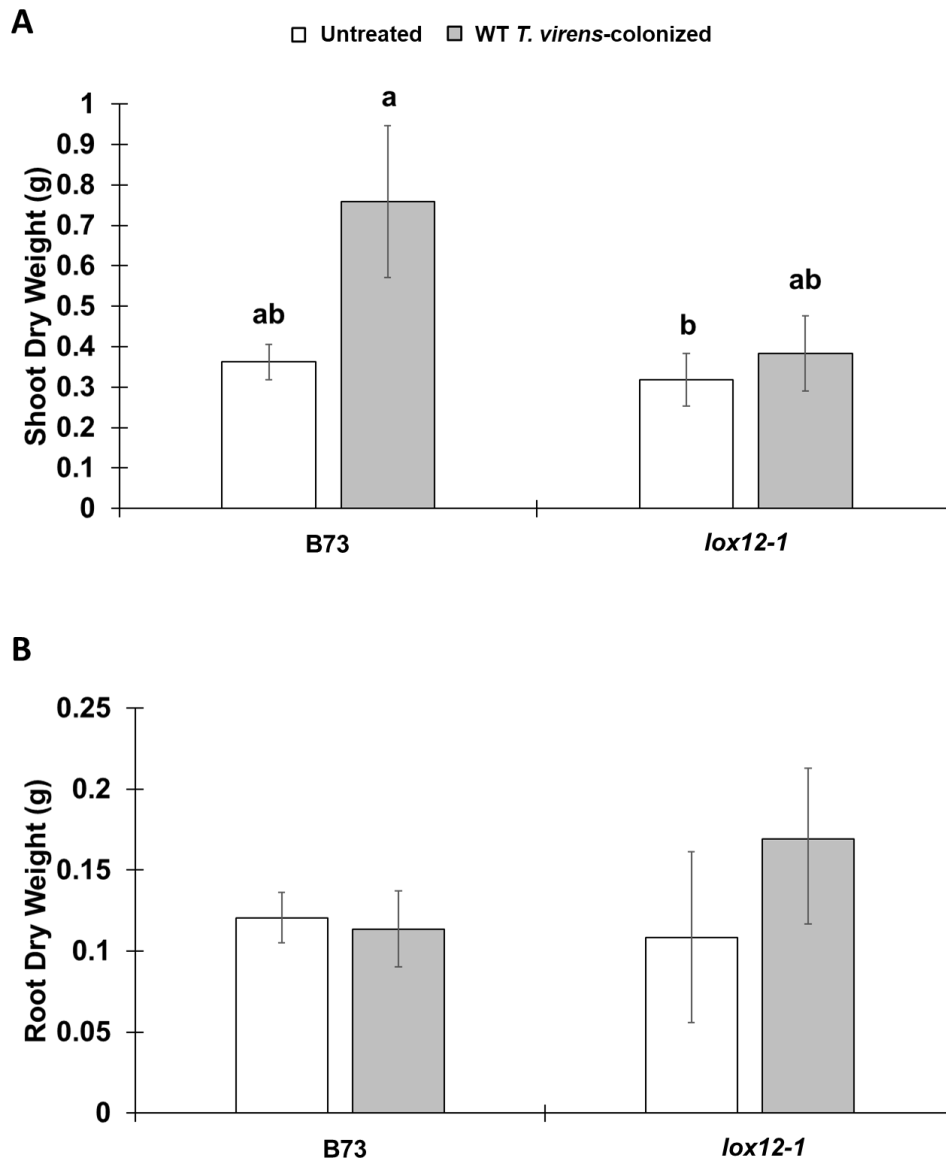 A
Untreated WT T. virens-colonized
a
ab
b
ab
Shoot Dry Weight (g)
1
0.9
0.8
0.7
0.6
0.5
0.4
0.3
0.2
0.1
0
B73 lox12-1
B
Root Dry Weight (g)
0.25
0.2
0.15
0.1
0.05
0
B73 lox12-1